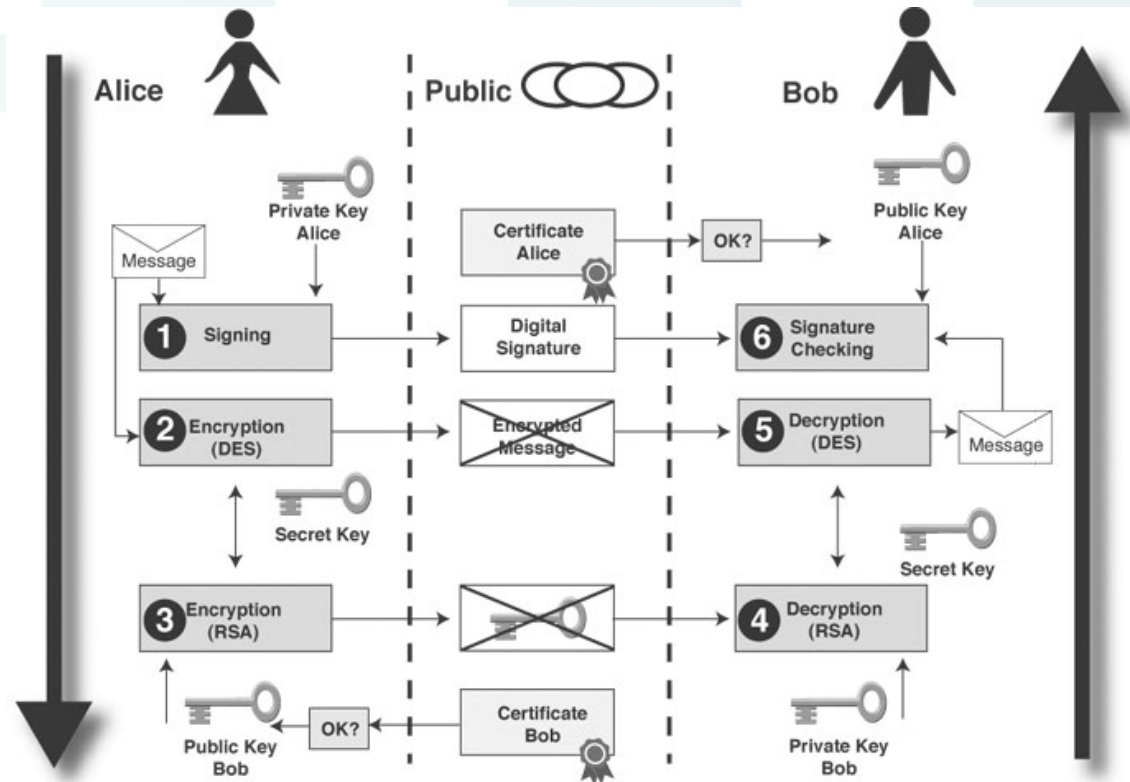 Alice
Public
Bob
Private Key
Alice
Public Key
Alice
Message
Certificate
Alice
OK?
1 Signing
Digital
Signature
6 Signature
Checking
2 Encryption
(DES)
Encrypted
Message
5 Decryption
(DES)
Message
Secret Key
Secret Key
3 Encryption
(RSA)
4 Decryption
(RSA)
Public Key
Bob
OK?
Certificate
Bob
Private Key
Bob